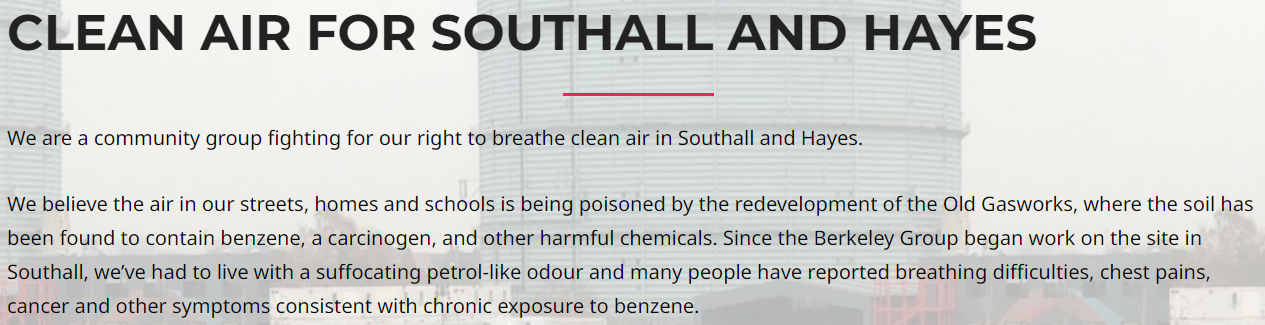 CLEAN AIR FOR SOUTHALL AND HAYES
We are a community group fighting for our right to breathe clean air in Southall and Hayes.
We believe the air in our streets, homes and schools is being poisoned by the redevelopment of the Old Gasworks, where the soil has
been found to contain benzene, a carcinogen, and other harmful chemicals. Since the Berkeley Group began work on the site in
Southall, we’ve had to live with a suffocating petrol-like odour and many people have reported breathing difficulties, chest pains,
cancer and other symptoms consistent with chronic exposure to benzene.